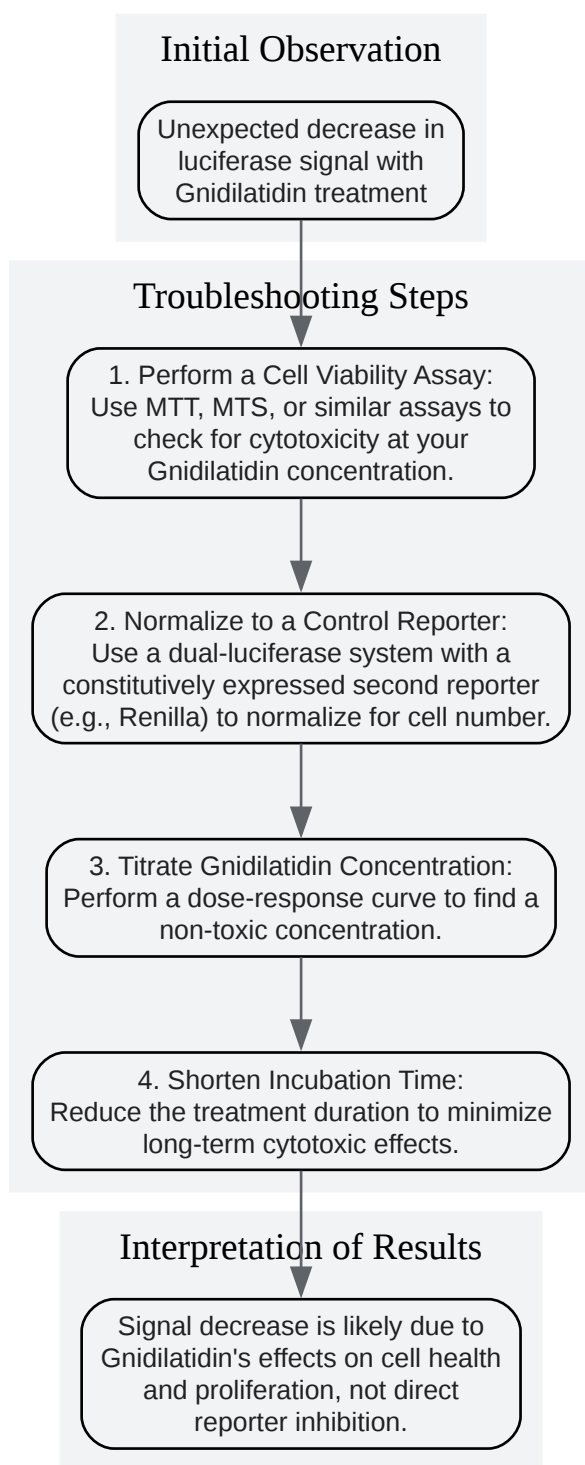 Initial Observation
Unexpected decrease in
luciferase signal with
Gnidilatidin treatment
Troubleshooting Steps
1. Perform a Cell Viability Assay:
Use MTT, MTS, or similar assays to
check for cytotoxicity at your
Gnidilatidin concentration.
2. Normalize to a Control Reporter:
Use a dual-luciferase system with a
constitutively expressed second reporter
(e.g., Renilla) to normalize for cell number.
3. Titrate Gnidilatidin Concentration:
Perform a dose-response curve to find a
non-toxic concentration.
4. Shorten Incubation Time:
Reduce the treatment duration to minimize
long-term cytotoxic effects.
Interpretation of Results
Signal decrease is likely due to
Gnidilatidin's effects on cell health
and proliferation, not direct
reporter inhibition.